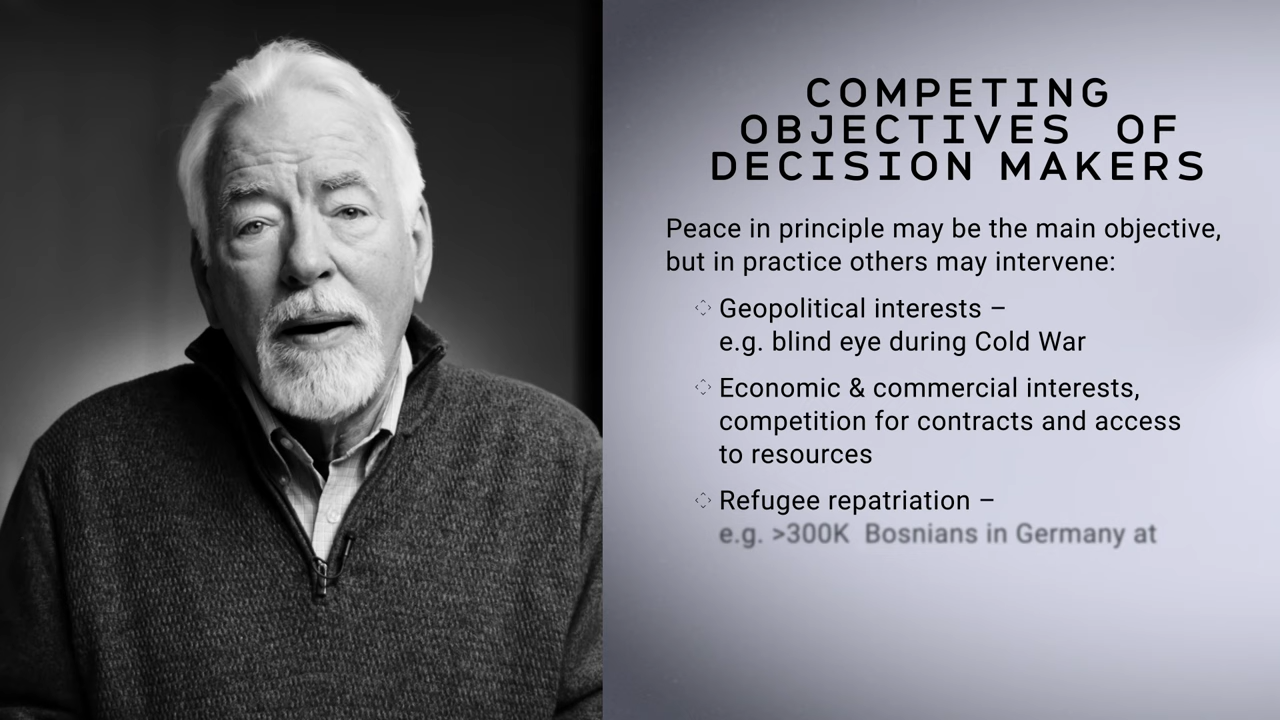 COMPETING
OBJECTIVES OF
DECISION MAKERS
Peace in principle may be the main objective,
but in practice others may intervene:
Geopolitical interests –
e.g. blind eye during Cold War
Economic & commercial interests,
competition for contracts and access
to resources
Refugee repatriation –
e.g. >300K Bosnians in Germany at